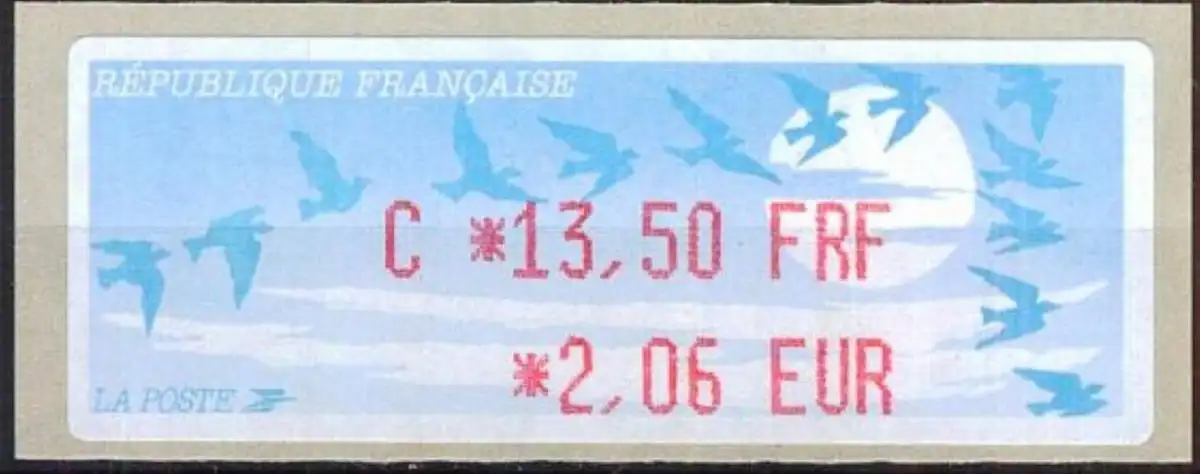 RÉPUBLIQUE FRANÇAISE
C *13,50 FRF
*2,06 EUR
LA POSTE